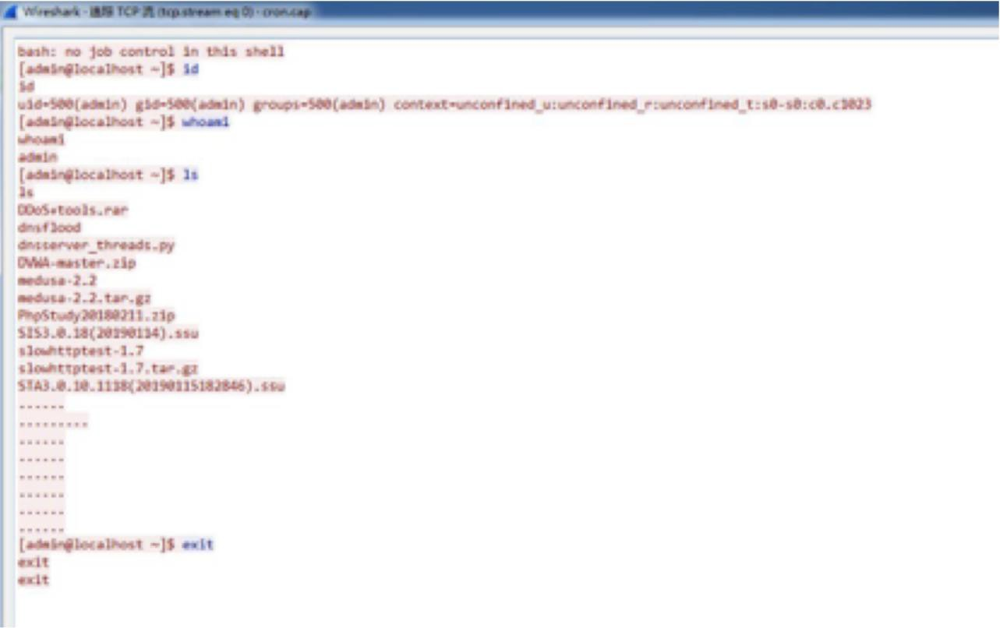 Wireshark · 追踪 TCP 流 (tcp.stream eq 0) · cron.cap
bash: no job control in this shell
[admin@localhost ~]$ id
id
uid=500(admin) gid=500(admin) groups=500(admin) context=unconfined_u:unconfined_r:unconfined_t:s0-s0:c0.c1023
[admin@localhost ~]$ whoami
whoami
admin
[admin@localhost ~]$ ls
ls
DDoS+tools.rar
dnsflood
dnsserver_threads.py
DVWA-master.zip
medusa-2.2
medusa-2.2.tar.gz
PhpStudy20180211.zip
SIS3.0.18(20190114).ssu
slowhttptest-1.7
slowhttptest-1.7.tar.gz
STA3.0.10.1118(20190115182846).ssu
......
.........
......
......
......
......
......
......
[admin@localhost ~]$ exit
exit
exit